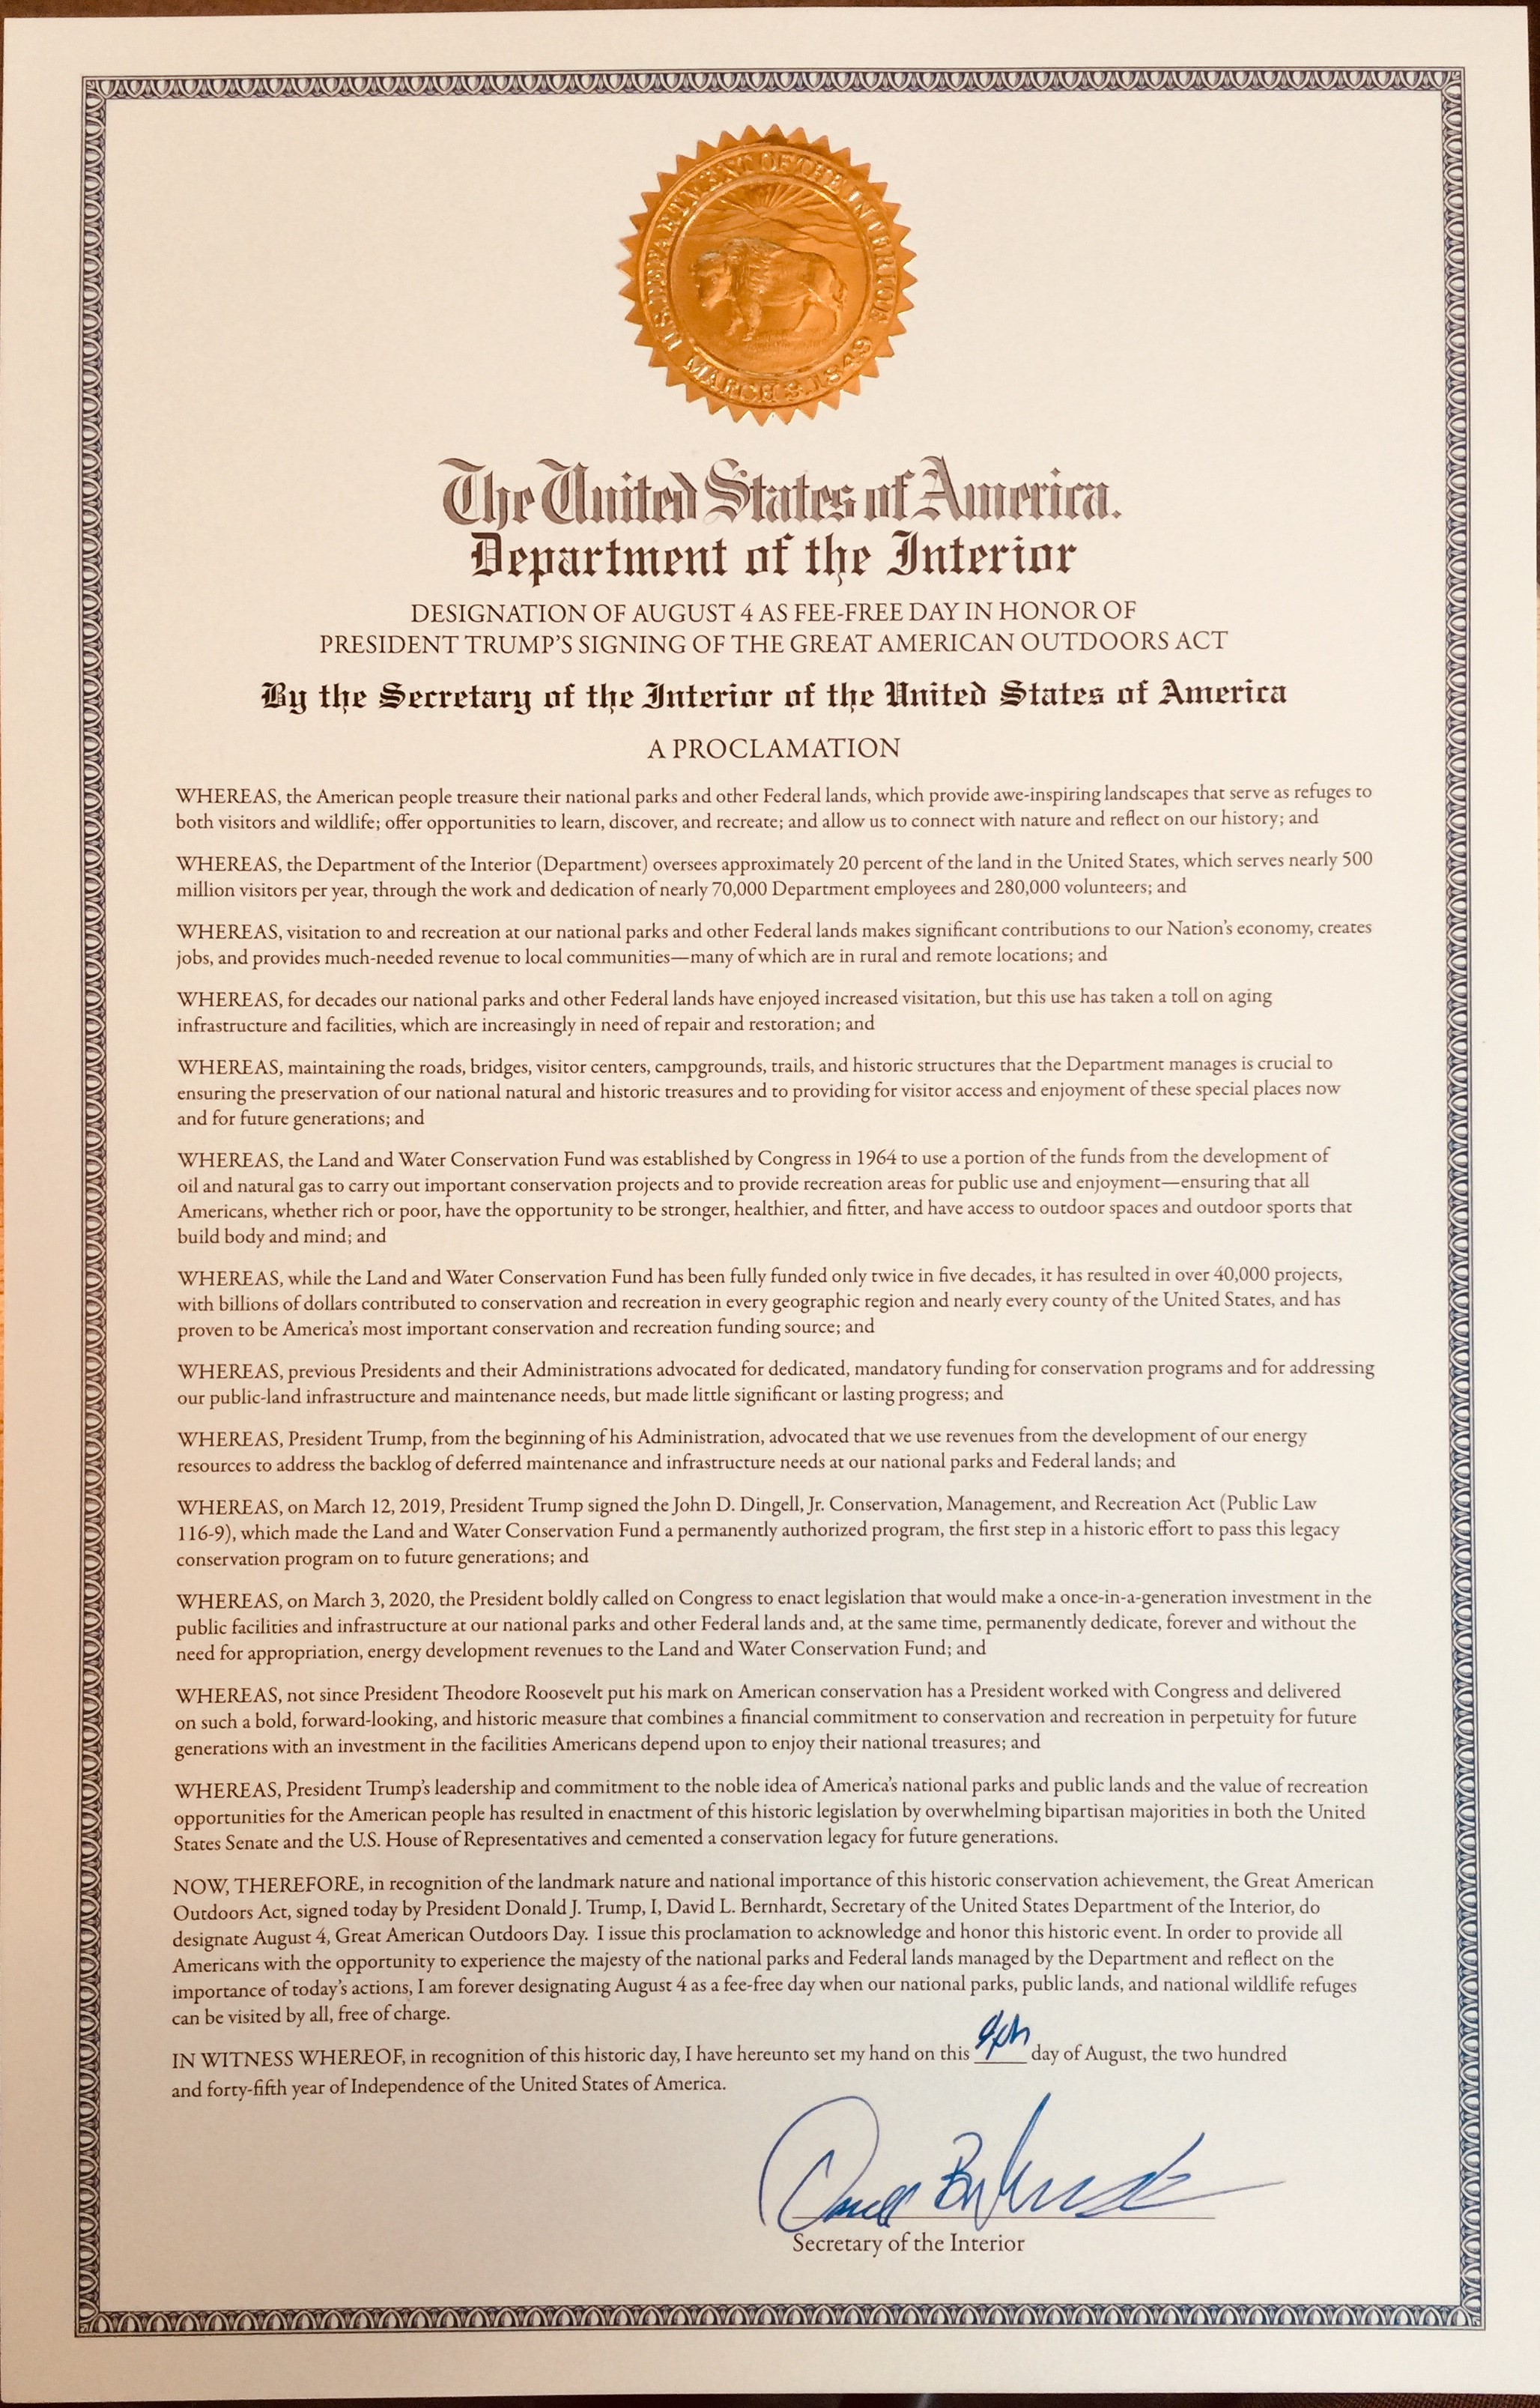 U.S. DEPARTMENT OF THE INTERIOR
MARCH 3, 1849
The United States of America.
Department of the Interior
DESIGNATION OF AUGUST 4 AS FEE-FREE DAY IN HONOR OF
PRESIDENT TRUMP'S SIGNING OF THE GREAT AMERICAN OUTDOORS ACT
By the Secretary of the Interior of the United States of America
A PROCLAMATION
WHEREAS, the American people treasure their national parks and other Federal lands, which provide awe-inspiring landscapes that serve as refuges to
both visitors and wildlife; offer opportunities to learn, discover, and recreate; and allow us to connect with nature and reflect on our history; and
WHEREAS, the Department of the Interior (Department) oversees approximately 20 percent of the land in the United States, which serves nearly 500
million visitors per year, through the work and dedication of nearly 70,000 Department employees and 280,000 volunteers; and
WHEREAS, visitation to and recreation at our national parks and other Federal lands makes significant contributions to our Nation's economy, creates
jobs, and provides much-needed revenue to local communities—many of which are in rural and remote locations; and
WHEREAS, for decades our national parks and other Federal lands have enjoyed increased visitation, but this use has taken a toll on aging
infrastructure and facilities, which are increasingly in need of repair and restoration; and
WHEREAS, maintaining the roads, bridges, visitor centers, campgrounds, trails, and historic structures that the Department manages is crucial to
ensuring the preservation of our national natural and historic treasures and to providing for visitor access and enjoyment of these special places now
and for future generations; and
WHEREAS, the Land and Water Conservation Fund was established by Congress in 1964 to use a portion of the funds from the development of
oil and natural gas to carry out important conservation projects and to provide recreation areas for public use and enjoyment—ensuring that all
Americans, whether rich or poor, have the opportunity to be stronger, healthier, and fitter, and have access to outdoor spaces and outdoor sports that
build body and mind; and
WHEREAS, while the Land and Water Conservation Fund has been fully funded only twice in five decades, it has resulted in over 40,000 projects,
with billions of dollars contributed to conservation and recreation in every geographic region and nearly every county of the United States, and has
proven to be America's most important conservation and recreation funding source; and
WHEREAS, previous Presidents and their Administrations advocated for dedicated, mandatory funding for conservation programs and for addressing
our public-land infrastructure and maintenance needs, but made little significant or lasting progress; and
WHEREAS, President Trump, from the beginning of his Administration, advocated that we use revenues from the development of our energy
resources to address the backlog of deferred maintenance and infrastructure needs at our national parks and Federal lands; and
WHEREAS, on March 12, 2019, President Trump signed the John D. Dingell, Jr. Conservation, Management, and Recreation Act (Public Law
116-9), which made the Land and Water Conservation Fund a permanently authorized program, the first step in a historic effort to pass this legacy
conservation program on to future generations; and
WHEREAS, on March 3, 2020, the President boldly called on Congress to enact legislation that would make a once-in-a-generation investment in the
public facilities and infrastructure at our national parks and other Federal lands and, at the same time, permanently dedicate, forever and without the
need for appropriation, energy development revenues to the Land and Water Conservation Fund; and
WHEREAS, not since President Theodore Roosevelt put his mark on American conservation has a President worked with Congress and delivered
on such a bold, forward-looking, and historic measure that combines a financial commitment to conservation and recreation in perpetuity for future
generations with an investment in the facilities Americans depend upon to enjoy their national treasures; and
WHEREAS, President Trump's leadership and commitment to the noble idea of America's national parks and public lands and the value of recreation
opportunities for the American people has resulted in enactment of this historic legislation by overwhelming bipartisan majorities in both the United
States Senate and the U.S. House of Representatives and cemented a conservation legacy for future generations.
NOW, THEREFORE, in recognition of the landmark nature and national importance of this historic conservation achievement, the Great American
Outdoors Act, signed today by President Donald J. Trump, I, David L. Bernhardt, Secretary of the United States Department of the Interior, do
designate August 4, Great American Outdoors Day. I issue this proclamation to acknowledge and honor this historic event. In order to provide all
Americans with the opportunity to experience the majesty of the national parks and Federal lands managed by the Department and reflect on the
importance of today's actions, I am forever designating August 4 as a fee-free day when our national parks, public lands, and national wildlife refuges
can be visited by all, free of charge.
IN WITNESS WHEREOF, in recognition of this historic day, I have hereunto set my hand on this 4th day of August, the two hundred
and forty-fifth year of Independence of the United States of America.
Secretary of the Interior